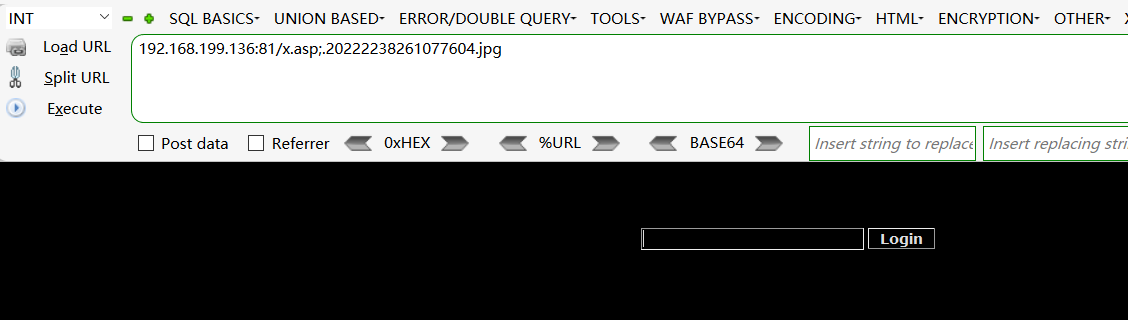 INT SQL BASICS UNION BASED ERROR/DOUBLE QUERY TOOLS WAF BYPASS ENCODING HTML ENCRYPTION OTHER
Load URL
192.168.199.136:81/x.asp;.20222238261077604.jpg
Split URL
Execute
Post data Referrer 0xHEX %URL BASE64 Insert string to replace Insert replacing stri
Login